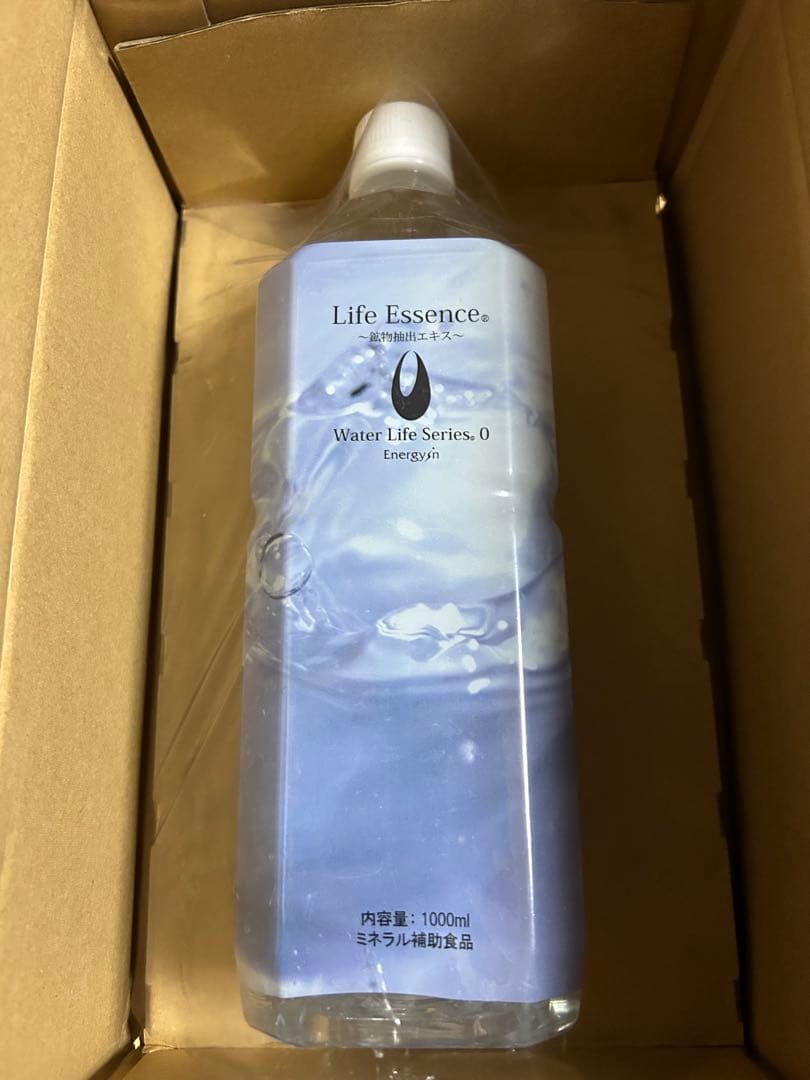 Life Essence®
～鉱物抽出エキス～
Water Life Series® 0
Energy in
内容量：1000ml
ミネラル補助食品